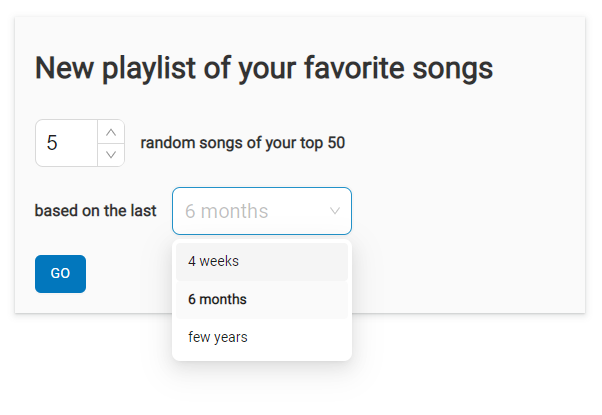 New playlist of your favorite songs
5 random songs of your top 50
based on the last 6 months
4 weeks
GO
6 months
few years